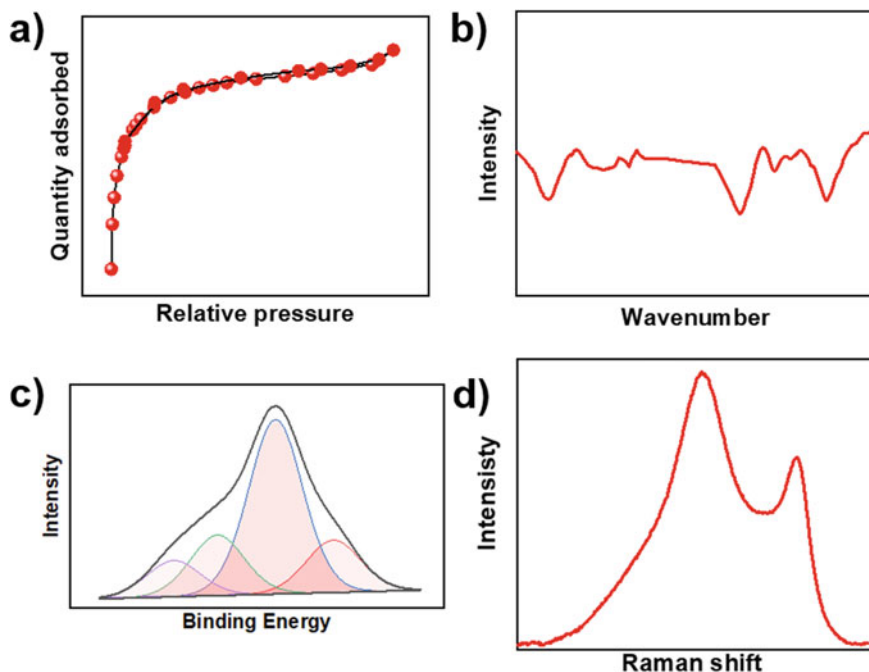 a)
Quantity adsorbed
Relative pressure
b)
Intensity
Wavenumber
c)
Intensity
Binding Energy
d)
Intensisty
Raman shift